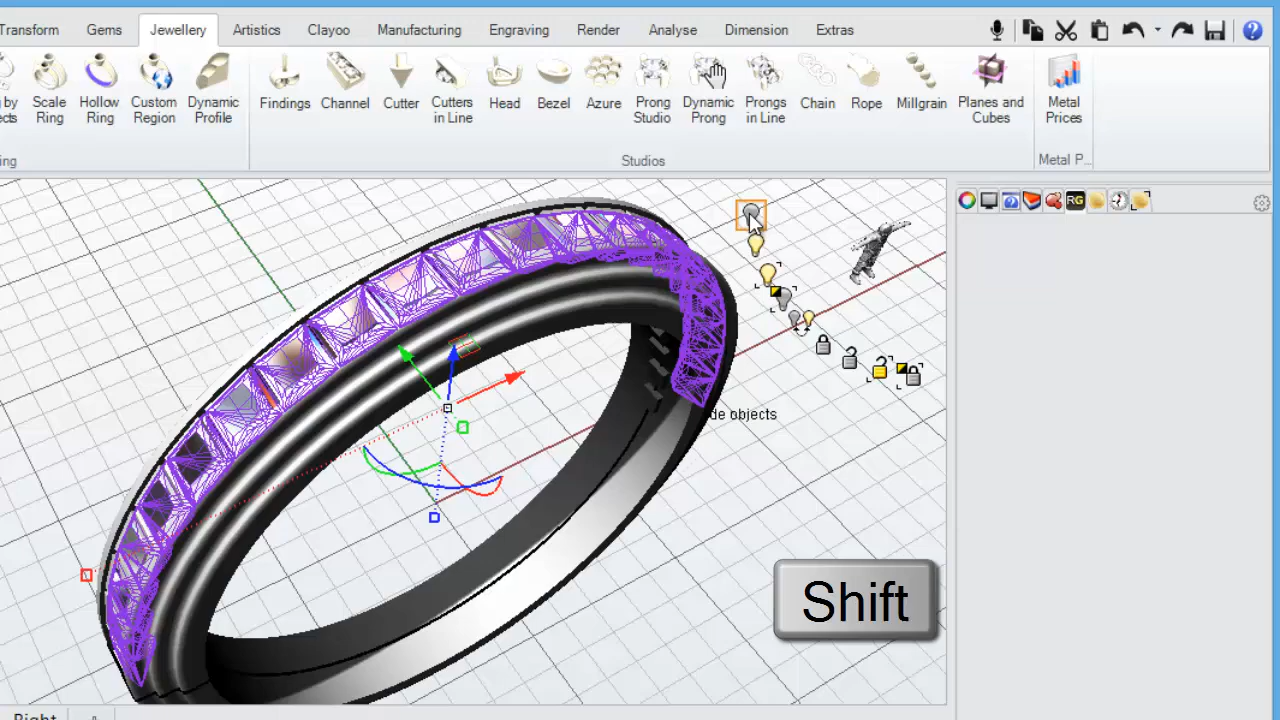 Transform Gems Jewellery Artistics Clayoo Manufacturing Engraving Render Analyse Dimension Extras
by Scale Hollow Custom Dynamic Findings Channel Cutter Cutters Head Bezel Azure Prong Dynamic Prongs Chain Rope Millgrain Planes and Metal
Ring Ring Region Profile in Line Studio Prong in Line Cubes Prices
Studios Metal P...
RG
de objects
Shift
Right